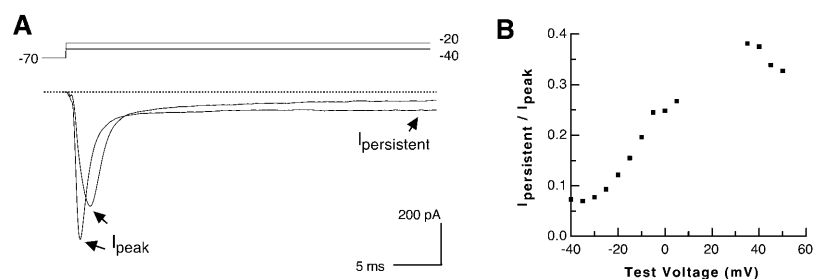 A
-70
-20
-40
Ipersistent
Ipeak
200 pA
5 ms
B
Ipersistent / Ipeak
0.4
0.3
0.2
0.1
0.0
-40 -20 0 20 40 60
Test Voltage (mV)